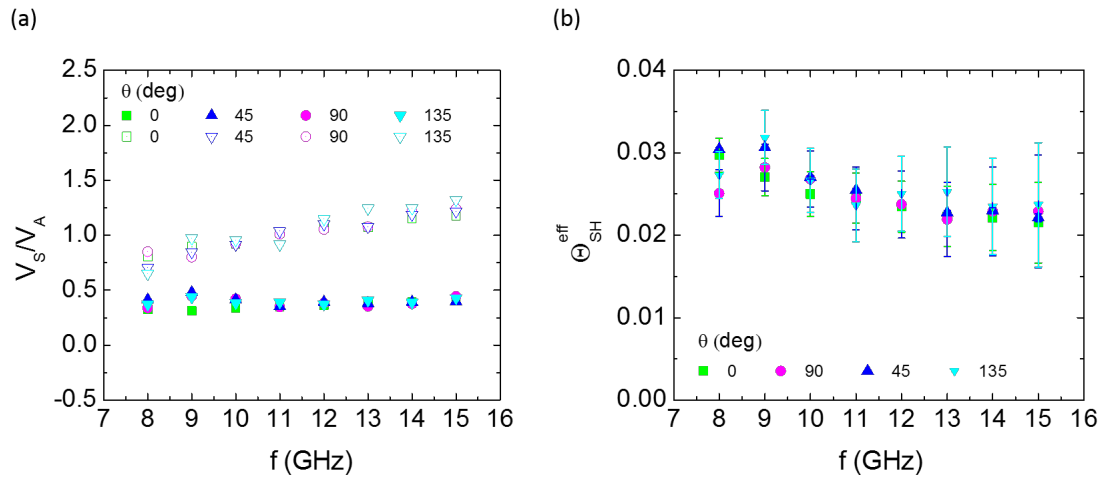 (a)
(b)
2.5
2.0
1.5
1.0
0.5
0.0
-0.5
V_S/V_A
θ (deg)
0 45 90 135
0 45 90 135
7 8 9 10 11 12 13 14 15 16
f (GHz)
0.04
0.03
0.02
0.01
0.00
Θ_SH^eff
θ (deg)
0 90 45 135
7 8 9 10 11 12 13 14 15 16
f (GHz)